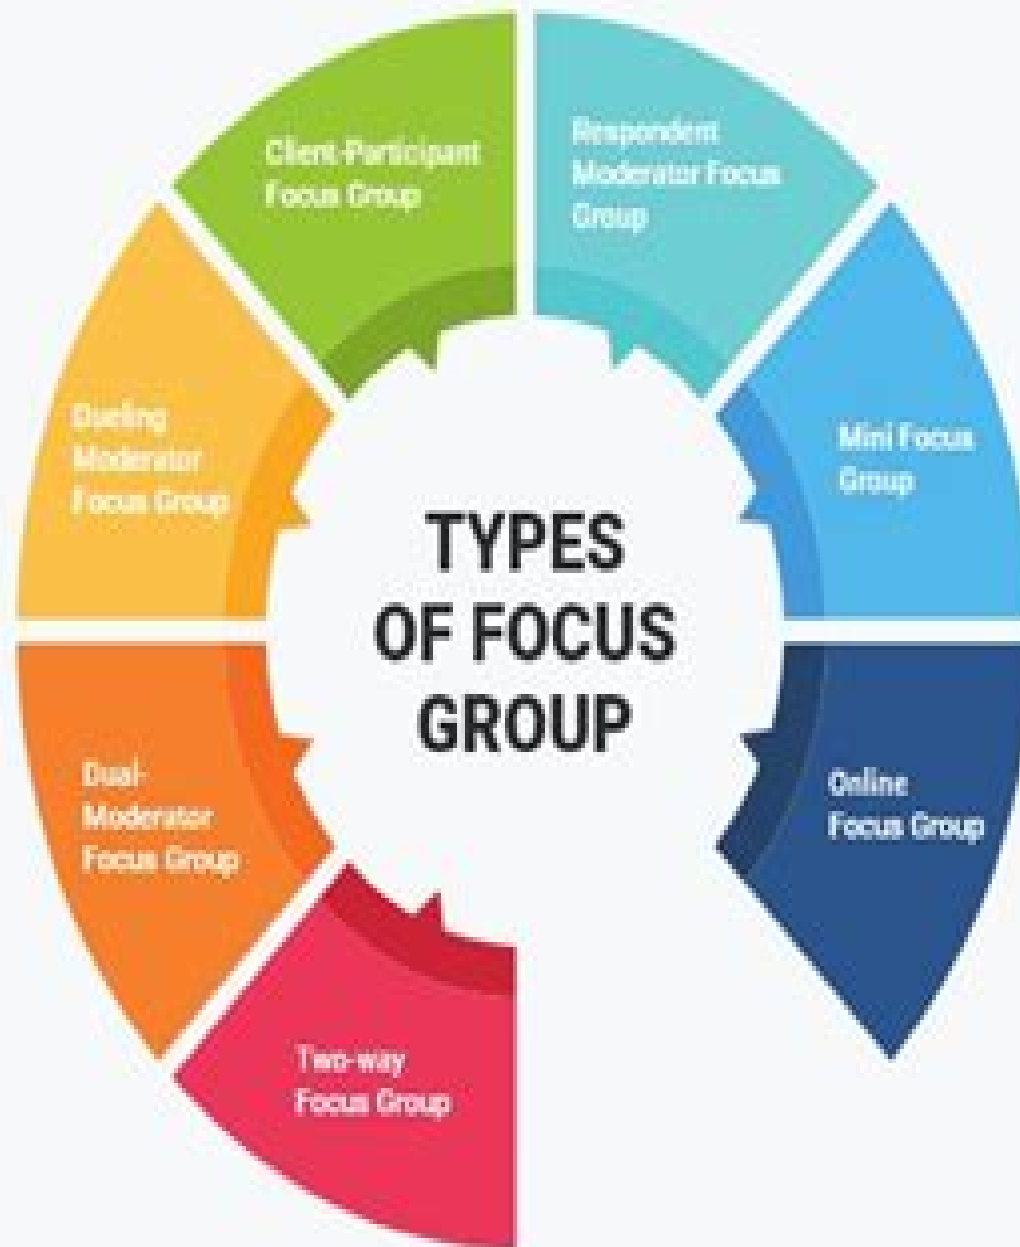 Client-Participant
Focus Group
Respondent
Moderator Focus
Group
Dueling
Moderator
Focus Group
Mini Focus
Group
TYPES
OF FOCUS
GROUP
Dual-
Moderator
Focus Group
Online
Focus Group
Two-way
Focus Group